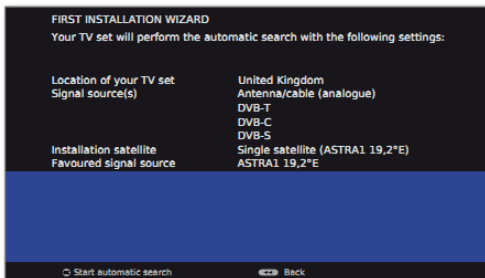 FIRST INSTALLATION WIZARD
Your TV set will perform the automatic search with the following settings:
Location of your TV set United Kingdom
Signal source(s) Antenna/cable (analogue)
DVB-T
DVB-C
DVB-S
Installation satellite Single satellite (ASTRA1 19,2°E)
Favoured signal source ASTRA1 19,2°E
Start automatic search Back